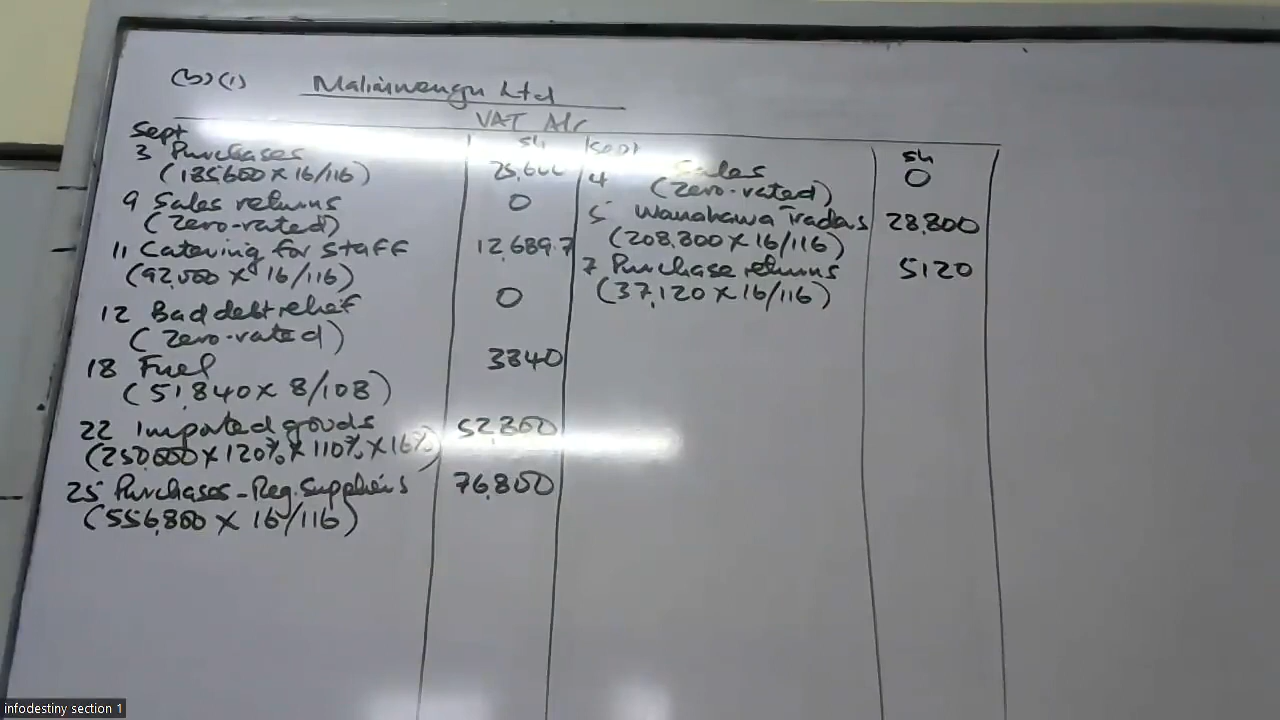 (b)(i) Maliswengu Ltd
VAT A/c
Sept sh Sept sh
3 Purchases
(185,600 x 16/116) 25,600
9 Sales returns 0
(Zero-rated)
11 Catering for staff 12,689.7
(92,000 x 16/116)
12 Bad debt relief 0
(Zero-rated)
18 Fuel 3840
(51,840 x 8/108)
22 Imported goods 52,800
(250,000 x 120% x 110% x 16%)
25 Purchases - Reg. Suppliers 76,800
(556,800 x 16/116)
4 Sales 0
(Zero-rated)
5 Wanahawa Traders 28,800
(208,800 x 16/116)
7 Purchase returns 5120
(37,120 x 16/116)
infodestiny section 1